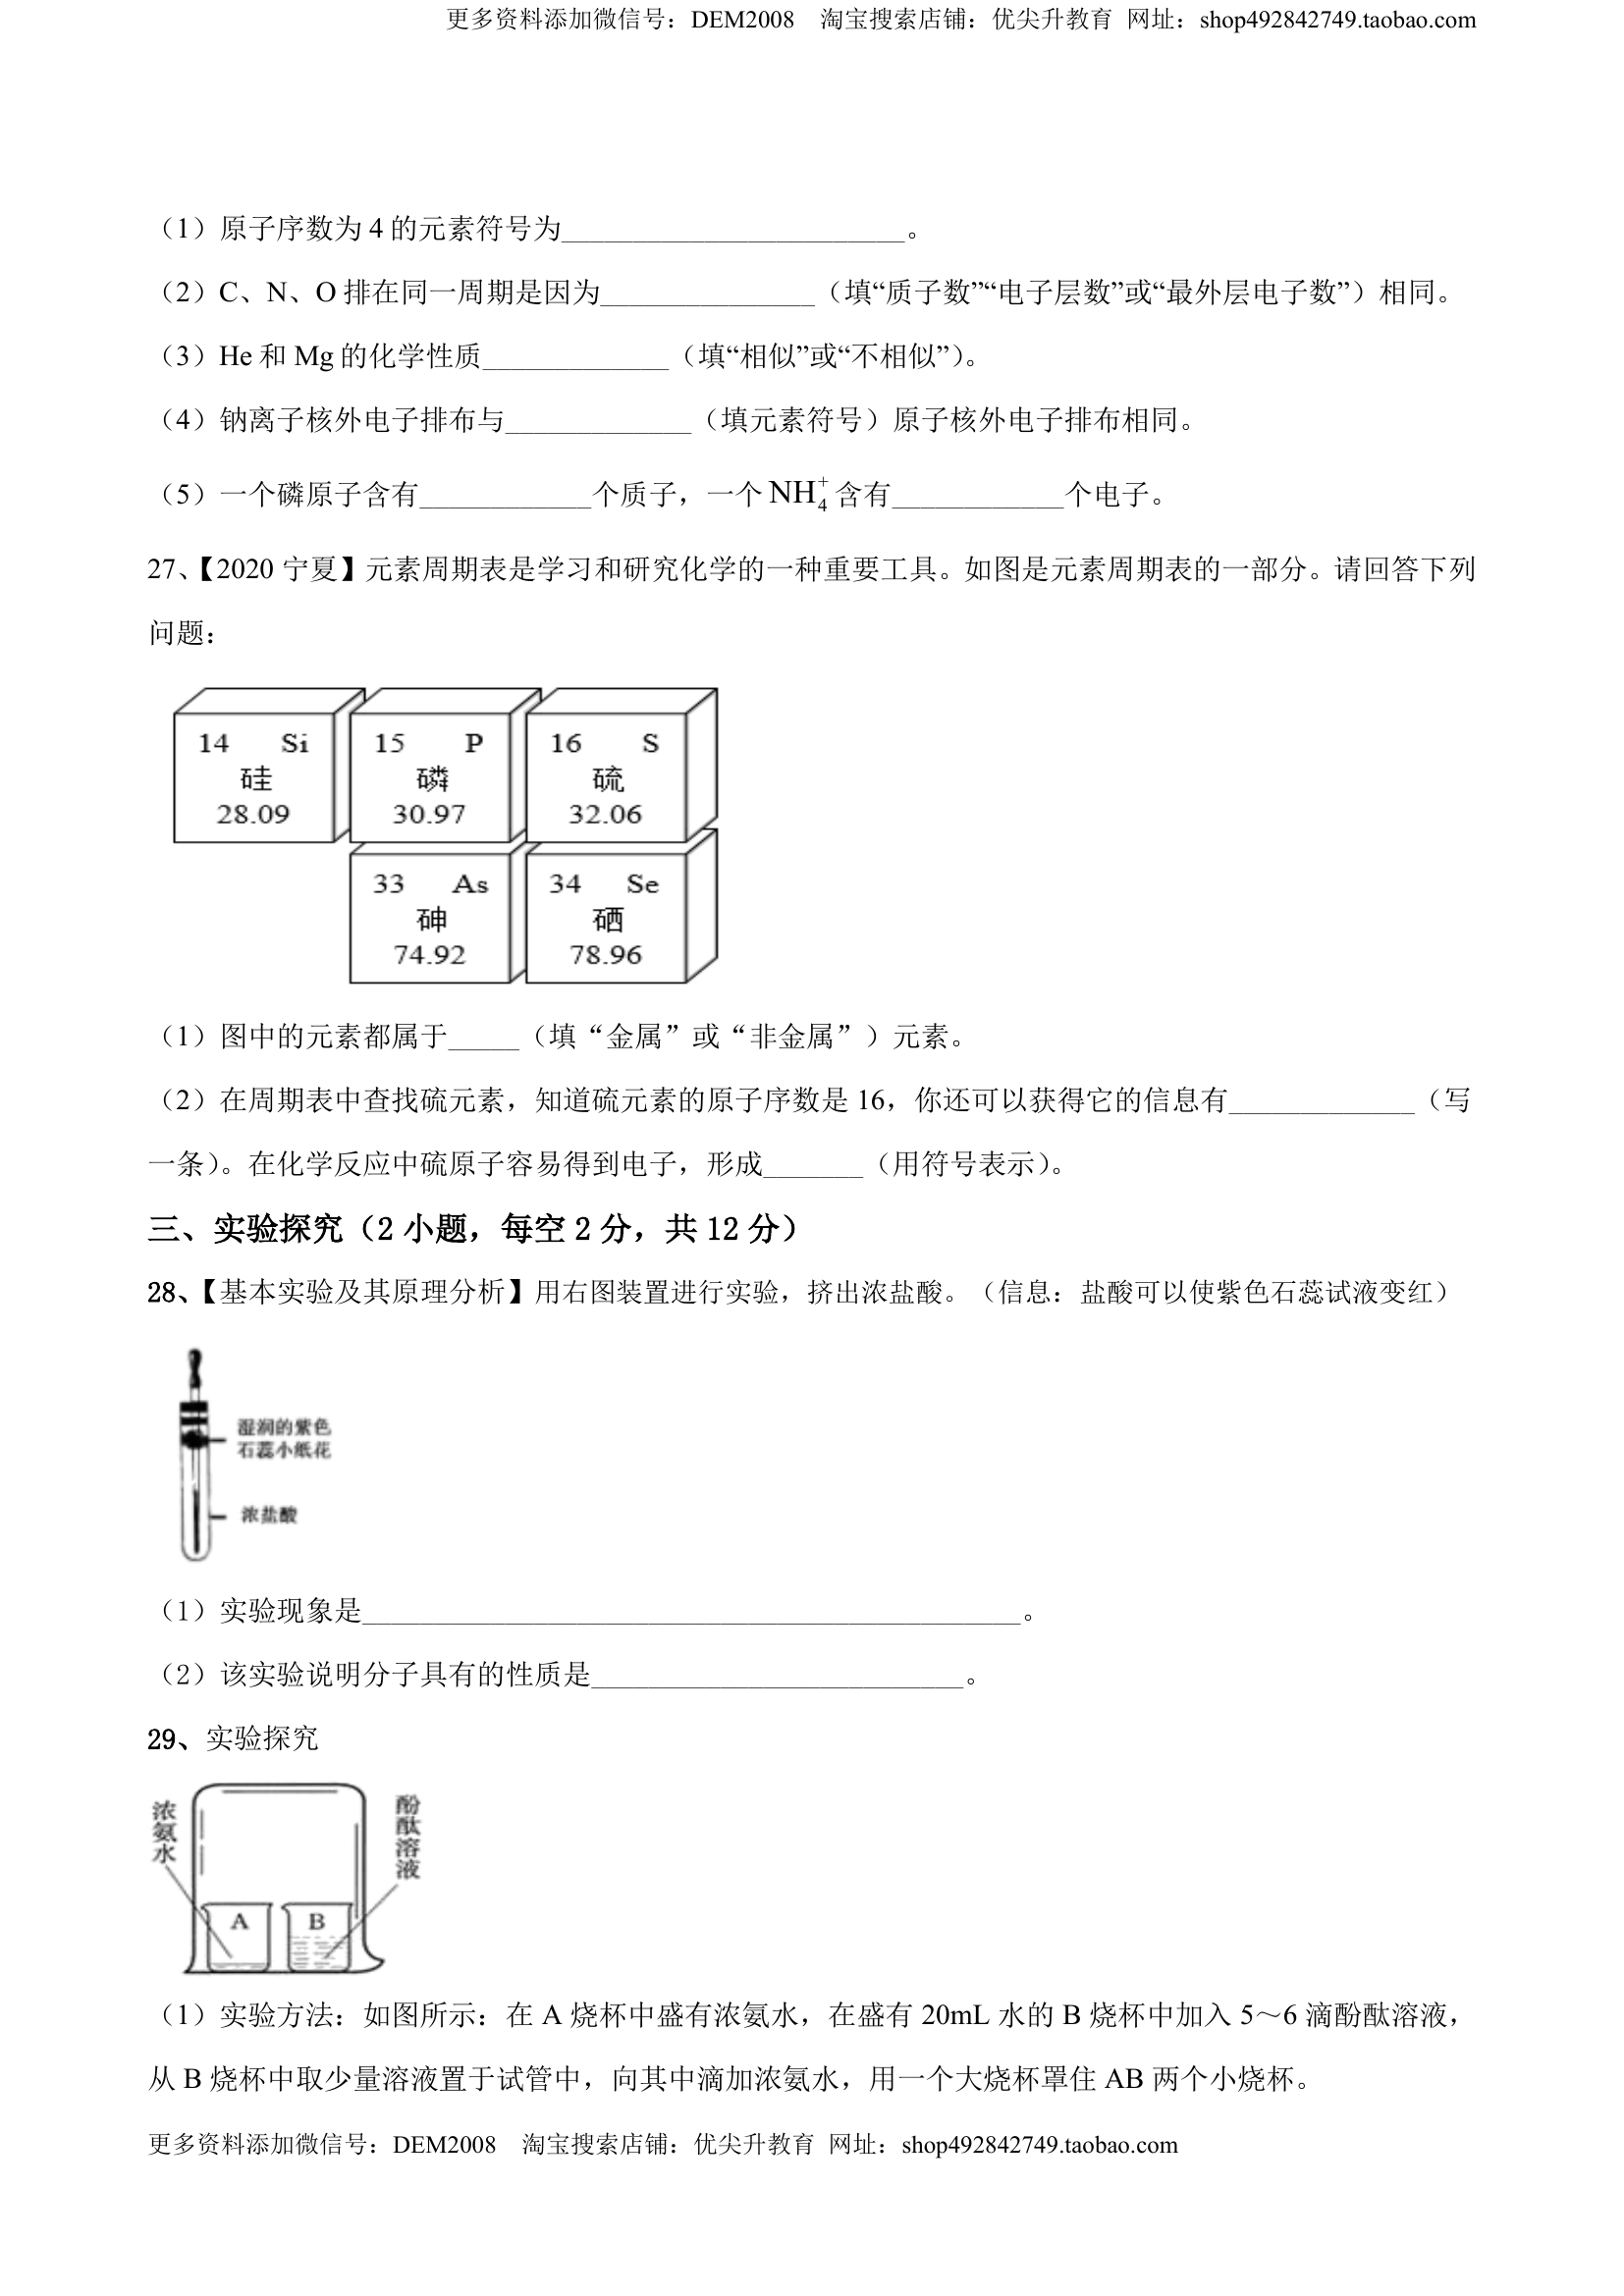 更多资料添加微信号：DEM2008　淘宝搜索店铺：优尖升教育 网址：shop492842749.taobao.com
（1）原子序数为 4 的元素符号为________________________。
（2）C、N、O 排在同一周期是因为_______________（填“质子数”“电子层数”或“最外层电子数”）相同。
（3）He 和 Mg 的化学性质_____________（填“相似”或“不相似”）。
（4）钠离子核外电子排布与_____________（填元素符号）原子核外电子排布相同。
（5）一个磷原子含有____________个质子，一个 NH₄⁺ 含有____________个电子。
27、【2020 宁夏】元素周期表是学习和研究化学的一种重要工具。如图是元素周期表的一部分。请回答下列
问题：
14 Si 15 P 16 S
硅 磷 硫
28.09 30.97 32.06
33 As 34 Se
砷 硒
74.92 78.96
（1）图中的元素都属于_____（填“金属”或“非金属”）元素。
（2）在周期表中查找硫元素，知道硫元素的原子序数是 16，你还可以获得它的信息有_____________（写
一条）。在化学反应中硫原子容易得到电子，形成_______（用符号表示）。
三、实验探究（2 小题，每空 2 分，共 12 分）
28、【基本实验及其原理分析】用右图装置进行实验，挤出浓盐酸。（信息：盐酸可以使紫色石蕊试液变红）
湿润的紫色
石蕊小纸花
浓盐酸
（1）实验现象是______________________________________________。
（2）该实验说明分子具有的性质是__________________________。
29、实验探究
浓氨水
酚酞溶液
A B
（1）实验方法：如图所示：在 A 烧杯中盛有浓氨水，在盛有 20mL 水的 B 烧杯中加入 5～6 滴酚酞溶液，
从 B 烧杯中取少量溶液置于试管中，向其中滴加浓氨水，用一个大烧杯罩住 AB 两个小烧杯。
更多资料添加微信号：DEM2008　淘宝搜索店铺：优尖升教育 网址：shop492842749.taobao.com